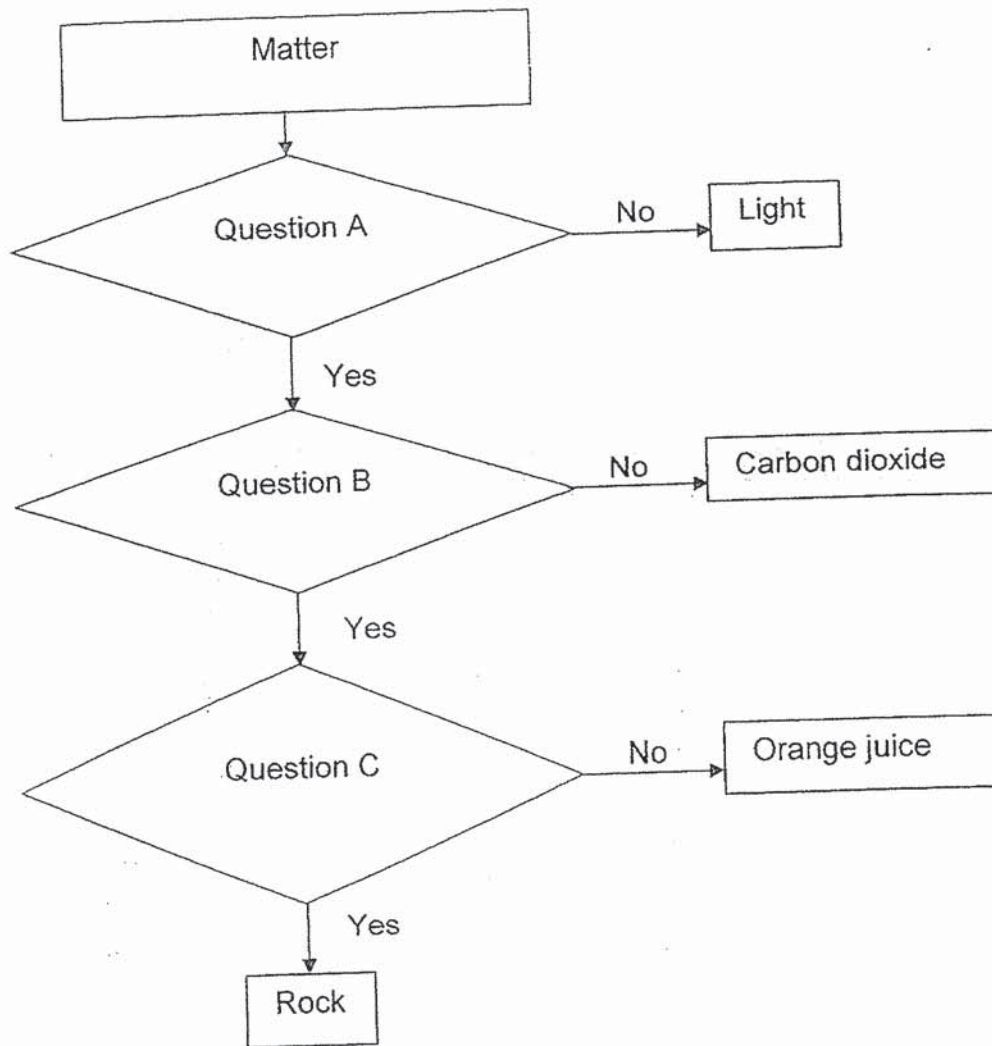 Matter
Question A
No
Light
Yes
Question B
No
Carbon dioxide
Yes
Question C
No
Orange juice
Yes
Rock